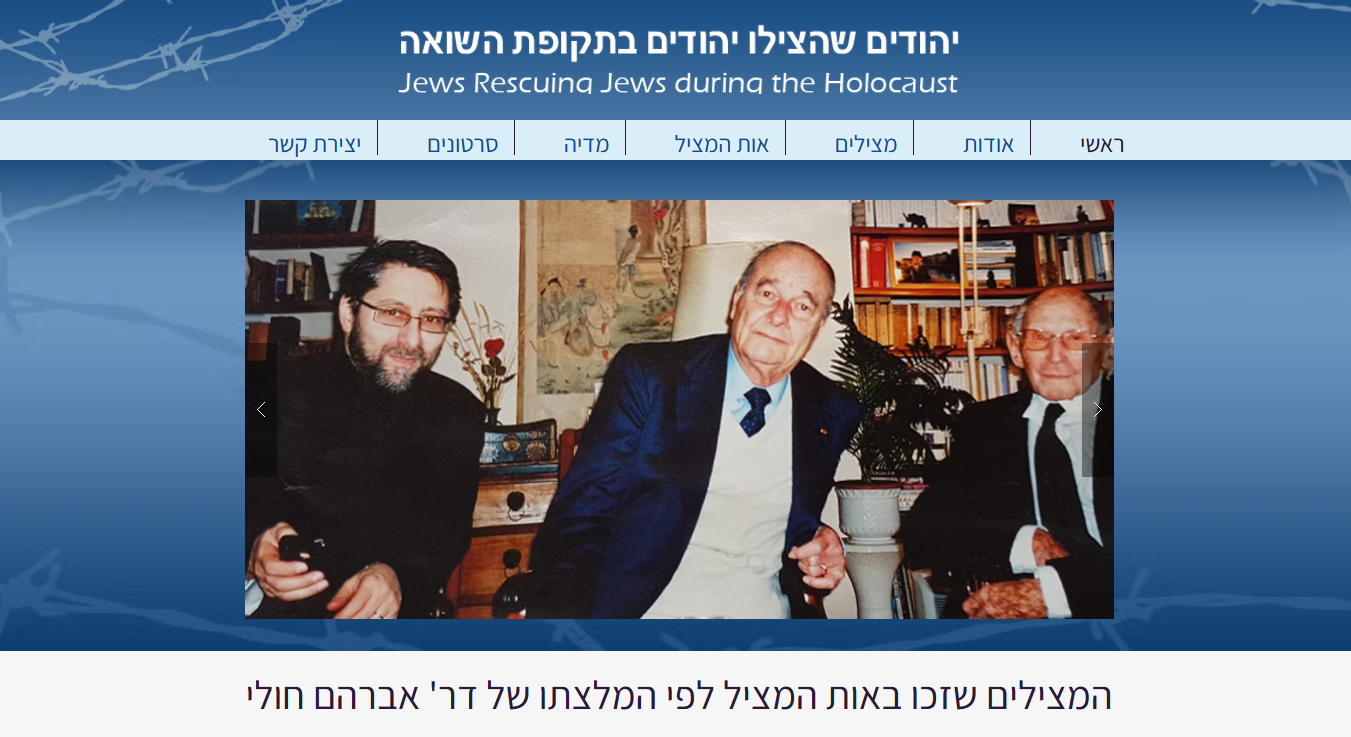 יהודים שהצילו יהודים בתקופת השואה
Jews Rescuing Jews during the Holocaust
ראשי אודות מצילים אות המציל מדיה סרטונים יצירת קשר
המצילים שזכו באות המציל לפי המלצתו של דר' אברהם חולי